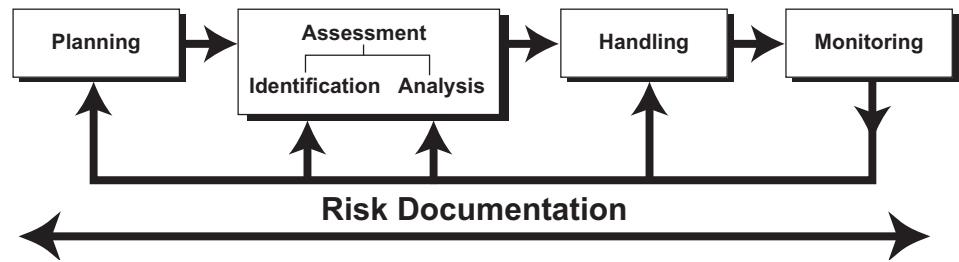 Planning
Assessment
Identification Analysis
Handling
Monitoring
Risk Documentation